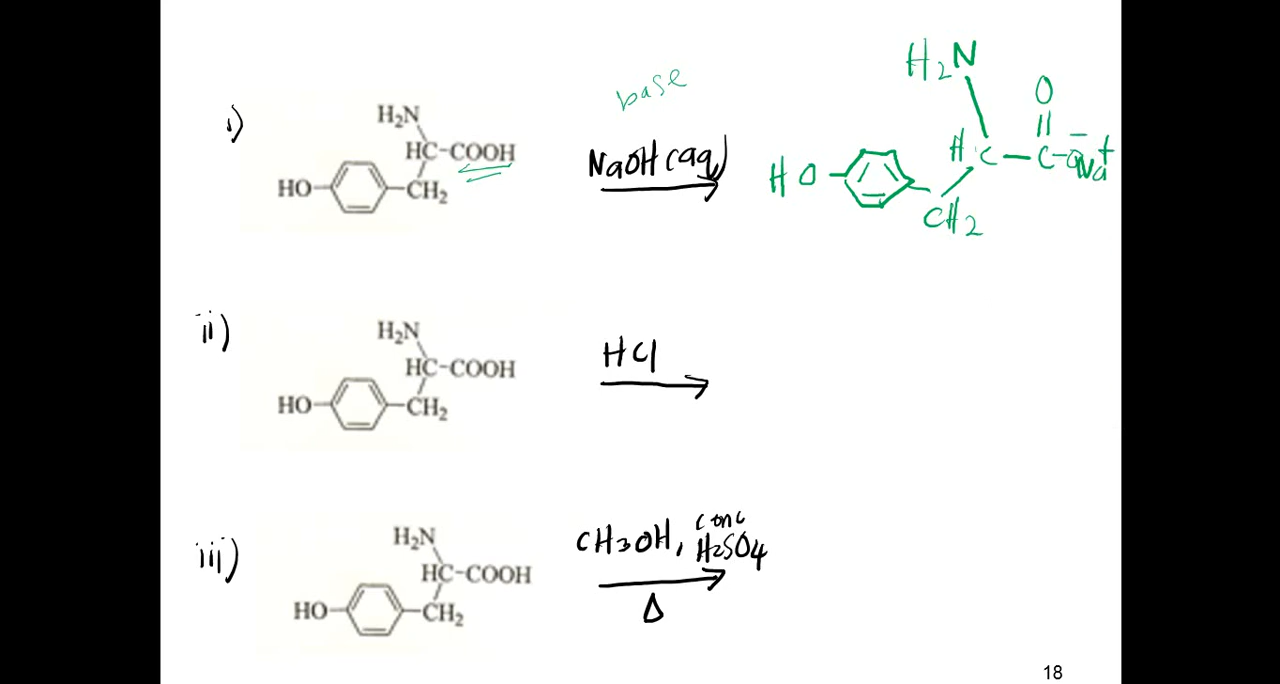 i)
H₂N
HC-COOH
HO
CH₂
base
NaOH(aq)
H₂N
O
HO
H C-C-O⁻Na⁺
CH₂
ii)
H₂N
HC-COOH
HO
CH₂
HCl
iii)
H₂N
HC-COOH
HO
CH₂
CH₃OH, conc H₂SO₄
Δ
18